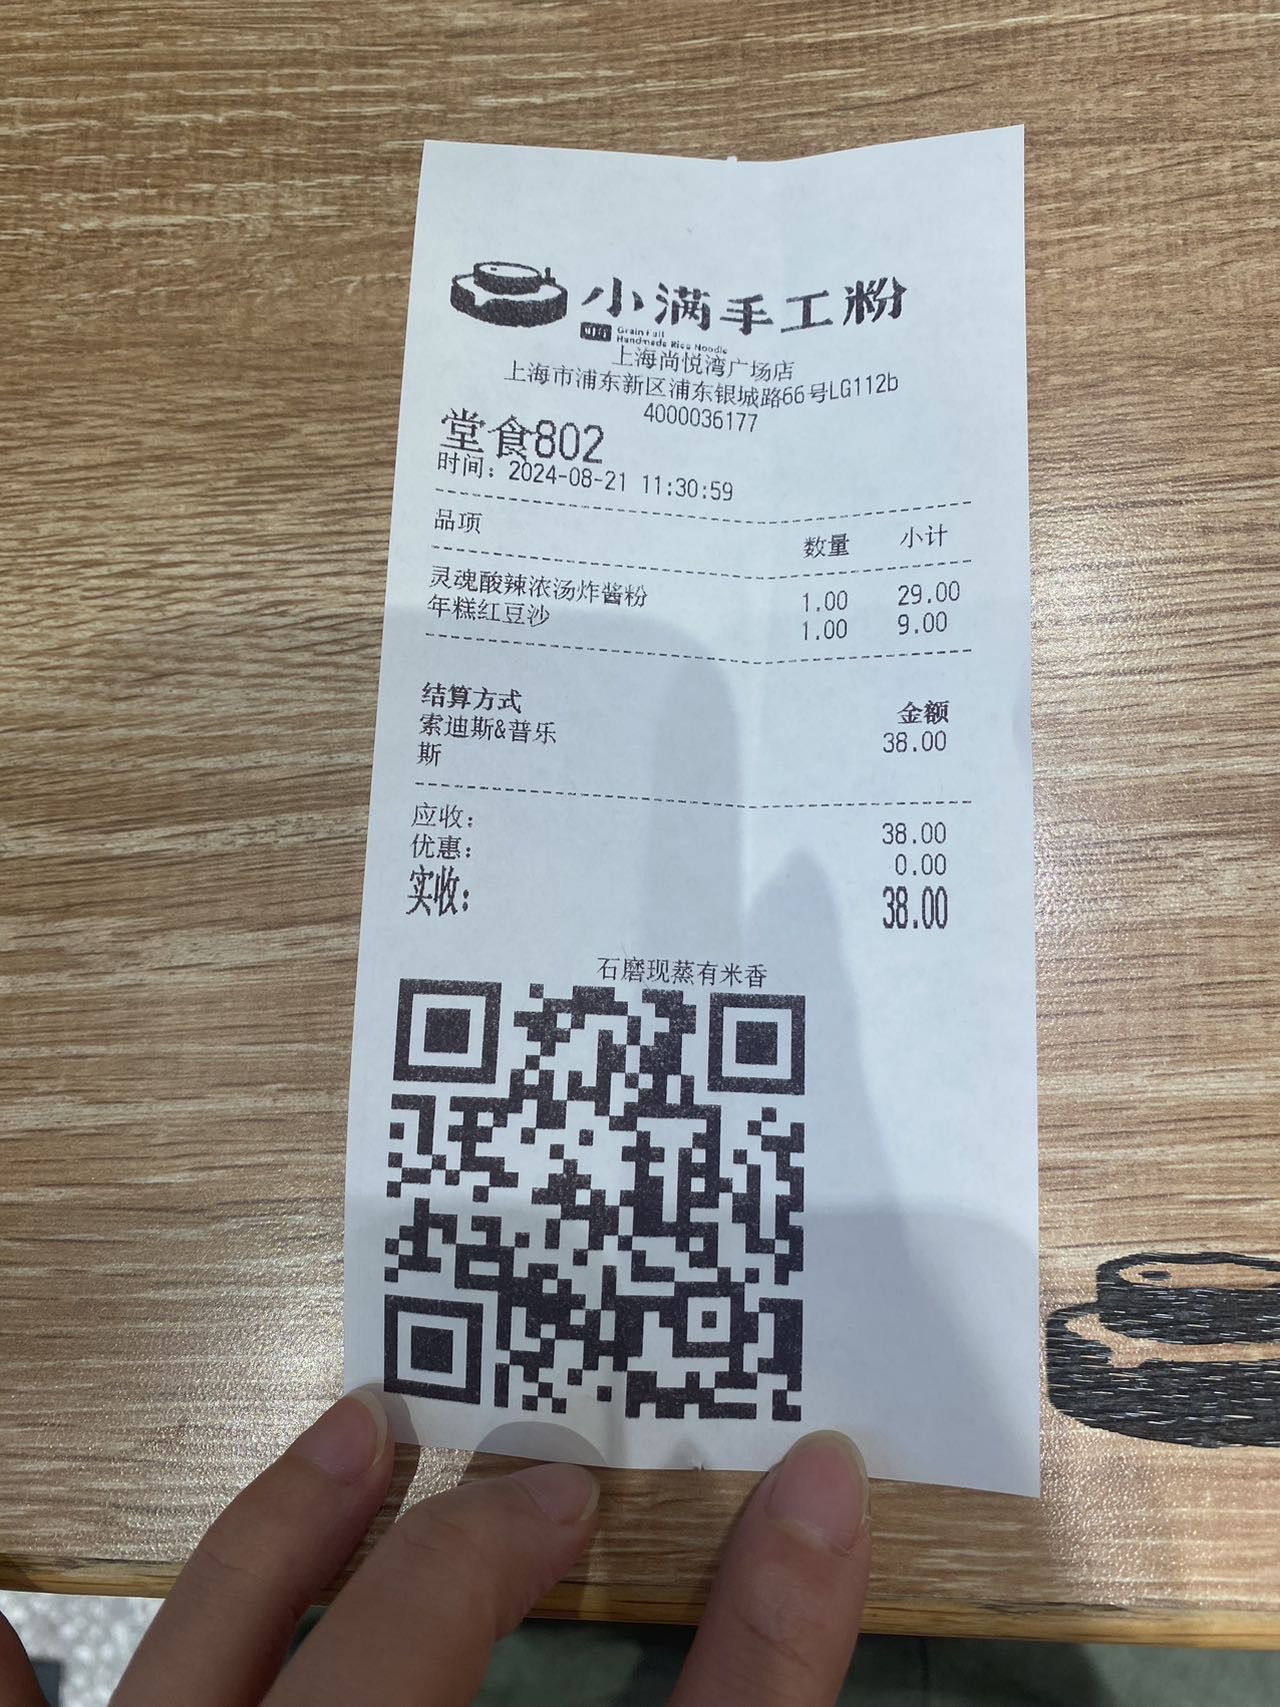 小满手工粉
Grain Full
Handmade Rice Noodle
上海尚悦湾广场店
上海市浦东新区浦东银城路66号LG112b
4000036177
堂食802
时间：2024-08-21 11:30:59
品项 数量 小计
灵魂酸辣浓汤炸酱粉 1.00 29.00
年糕红豆沙 1.00 9.00
结算方式 金额
索迪斯&普乐 38.00
斯
应收： 38.00
优惠： 0.00
实收： 38.00
石磨现蒸有米香